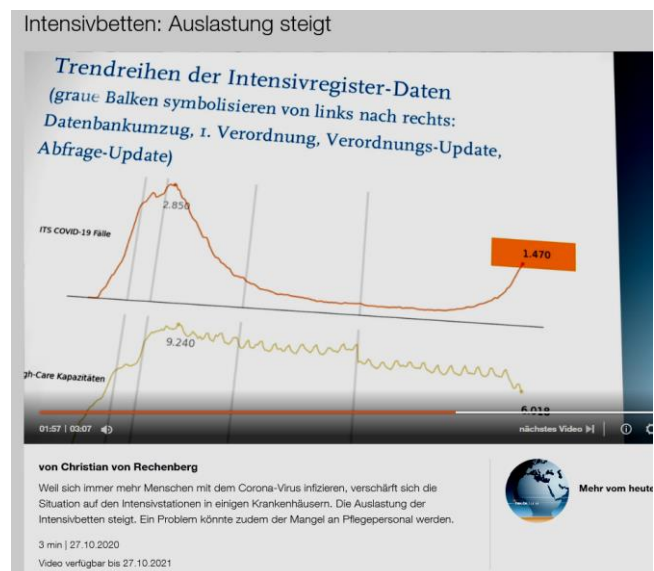 Intensivbetten: Auslastung steigt
Trendreihen der Intensivregister-Daten
(graue Balken symbolisieren von links nach rechts:
Datenbankumzug, 1. Verordnung, Verordnungs-Update,
Abfrage-Update)
2.850
ITS COVID-19 Fälle
1.470
9.240
gh-Care Kapazitäten
6.018
01:57 | 03:07
nächstes Video
von Christian von Rechenberg
Weil sich immer mehr Menschen mit dem Corona-Virus infizieren, verschärft sich die
Situation auf den Intensivstationen in einigen Krankenhäusern. Die Auslastung der
Intensivbetten steigt. Ein Problem könnte zudem der Mangel an Pflegepersonal werden.
Mehr vom heute
3 min | 27.10.2020
Video verfügbar bis 27.10.2021